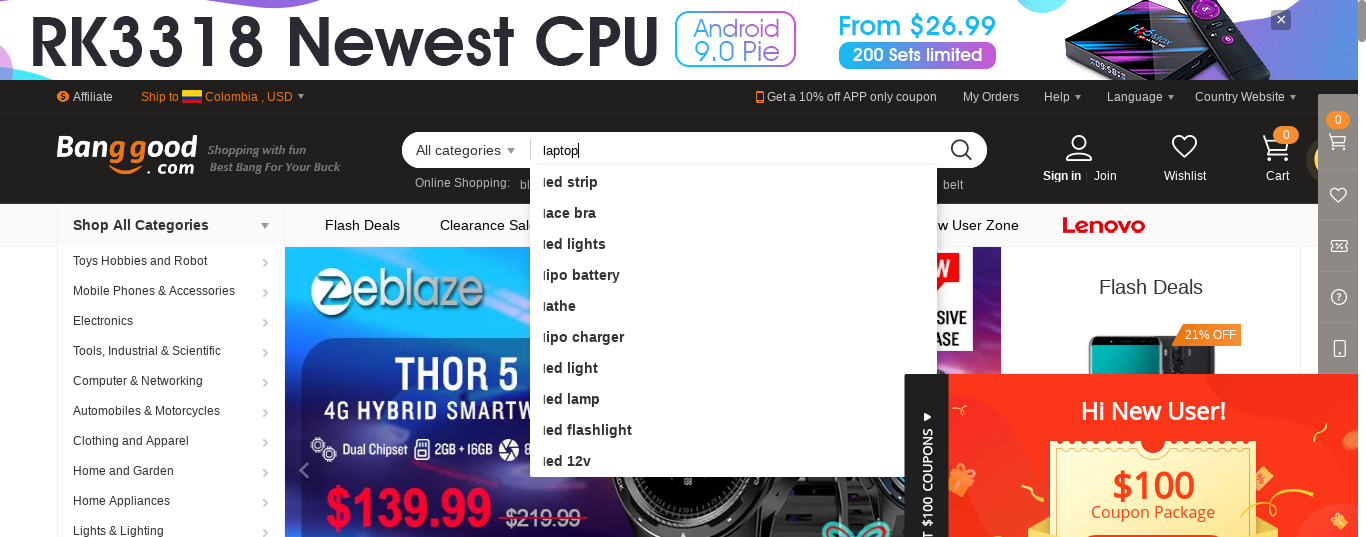 RK3318 Newest CPU
Android
9.0 Pie
From $26.99
200 Sets limited
Affiliate
Ship to Colombia , USD
Get a 10% off APP only coupon
My Orders
Help
Language
Country Website
Banggood
.com
Shopping with fun
Best Bang For Your Buck
All categories
laptop
0
0
Online Shopping:
bl
belt
Sign in
Join
Wishlist
Cart
led strip
lace bra
led lights
lipo battery
lathe
lipo charger
led light
led lamp
led flashlight
led 12v
Shop All Categories
Flash Deals
Clearance Sal
w User Zone
Lenovo
Toys Hobbies and Robot
Mobile Phones & Accessories
Electronics
Tools, Industrial & Scientific
Computer & Networking
Automobiles & Motorcycles
Clothing and Apparel
Home and Garden
Home Appliances
Lights & Lighting
Zeblaze
THOR 5
4G HYBRID SMARTW
Dual Chipset
2GB+16GB
8
$139.99
$219.99
W
SIVE
ASE
Flash Deals
21% OFF
T $100 COUPONS
Hi New User!
$100
Coupon Package